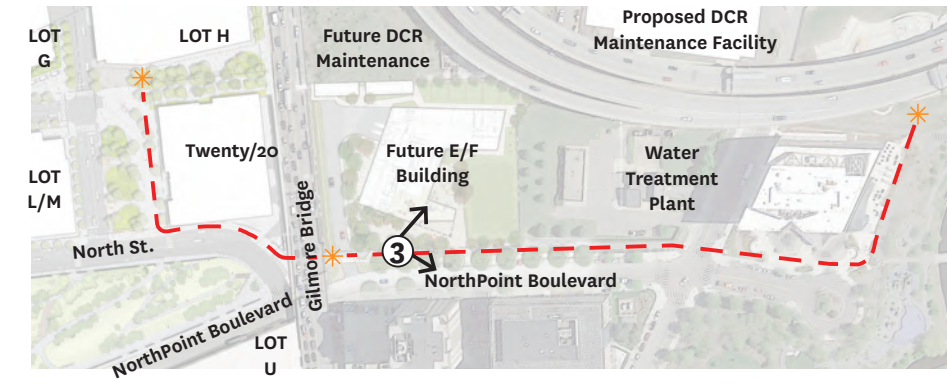 LOT
G
LOT H
Future DCR
Maintenance
Proposed DCR
Maintenance Facility
Twenty/20
Future E/F
Building
Water
Treatment
Plant
LOT
L/M
North St.
Gilmore Bridge
3
NorthPoint Boulevard
NorthPoint Boulevard
LOT
U